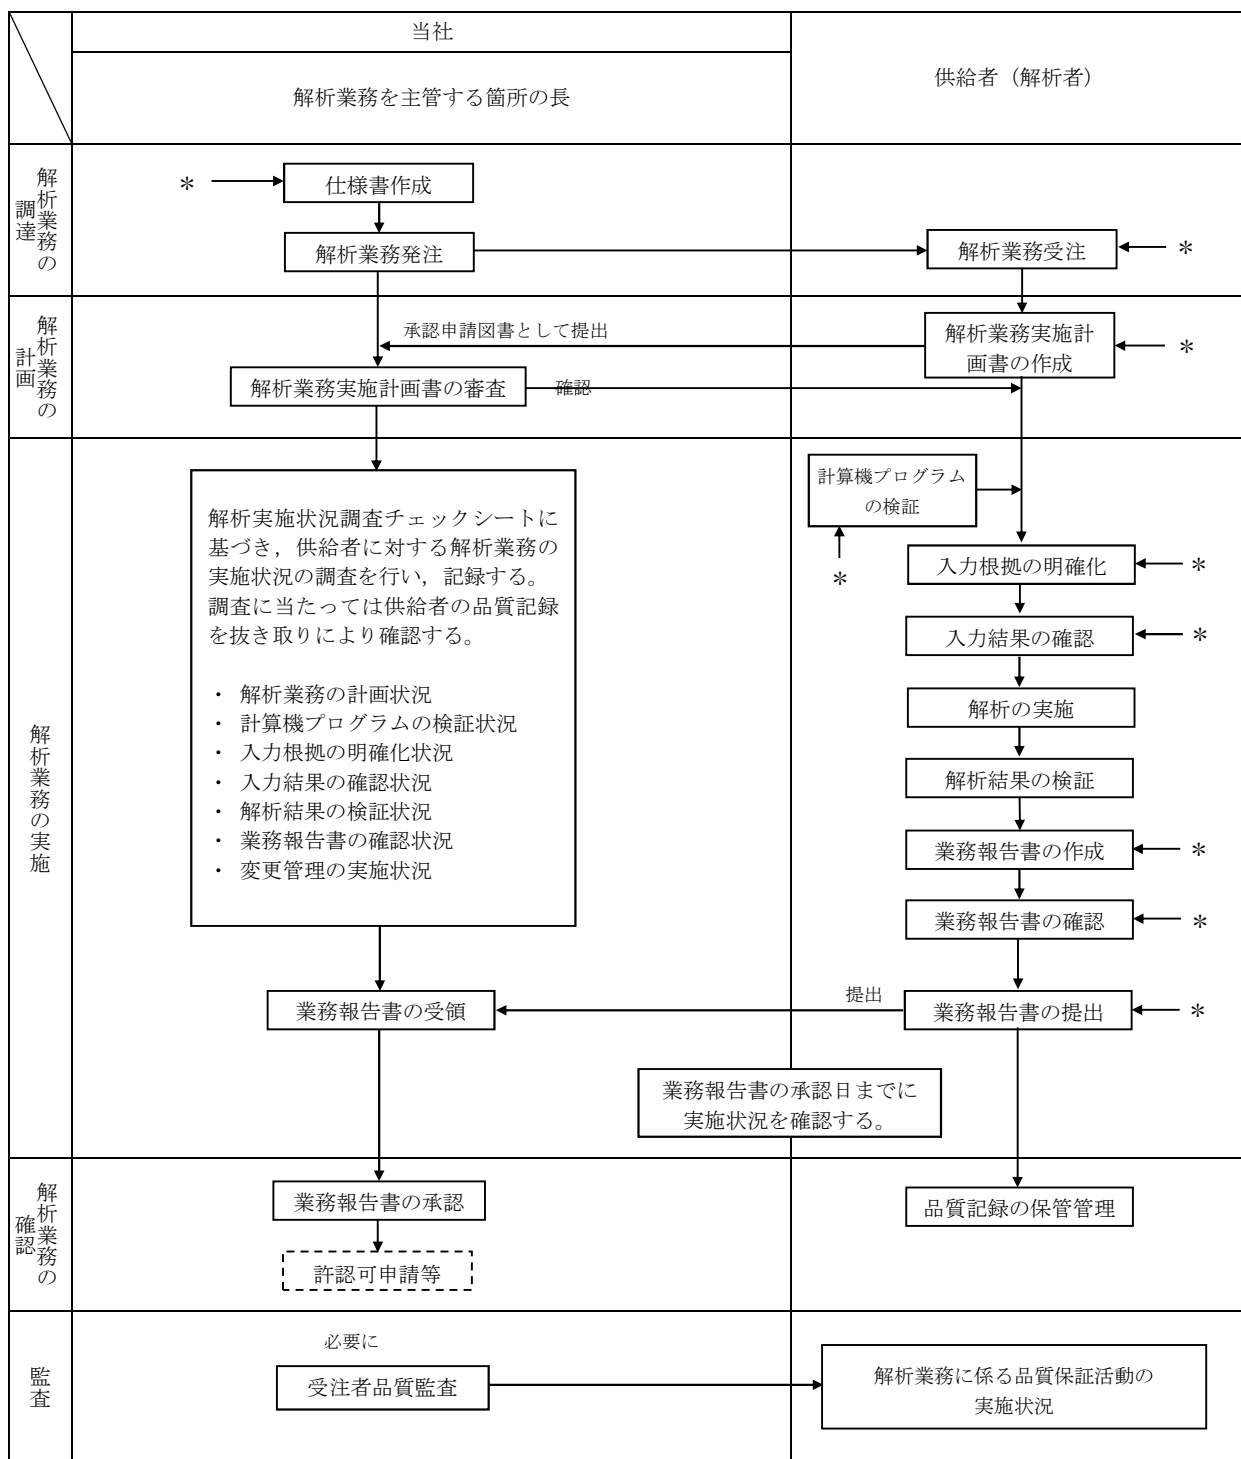 当社
解析業務を主管する箇所の長
供給者（解析者）
解析業務の
調達
＊
仕様書作成
解析業務発注
解析業務受注
＊
解析業務の
計画
承認申請図書として提出
解析業務実施計
画書の作成
＊
解析業務実施計画書の審査
確認
解析業務の実施
解析実施状況調査チェックシートに
基づき，供給者に対する解析業務の
実施状況の調査を行い，記録する。
調査に当たっては供給者の品質記録
を抜き取りにより確認する。
・ 解析業務の計画状況
・ 計算機プログラムの検証状況
・ 入力根拠の明確化状況
・ 入力結果の確認状況
・ 解析結果の検証状況
・ 業務報告書の確認状況
・ 変更管理の実施状況
計算機プログラム
の検証
＊
入力根拠の明確化
＊
入力結果の確認
＊
解析の実施
解析結果の検証
業務報告書の作成
＊
業務報告書の確認
＊
業務報告書の受領
提出
業務報告書の提出
＊
業務報告書の承認日までに
実施状況を確認する。
解析業務の
確認
業務報告書の承認
許認可申請等
品質記録の保管管理
監査
必要に
受注者品質監査
解析業務に係る品質保証活動の
実施状況